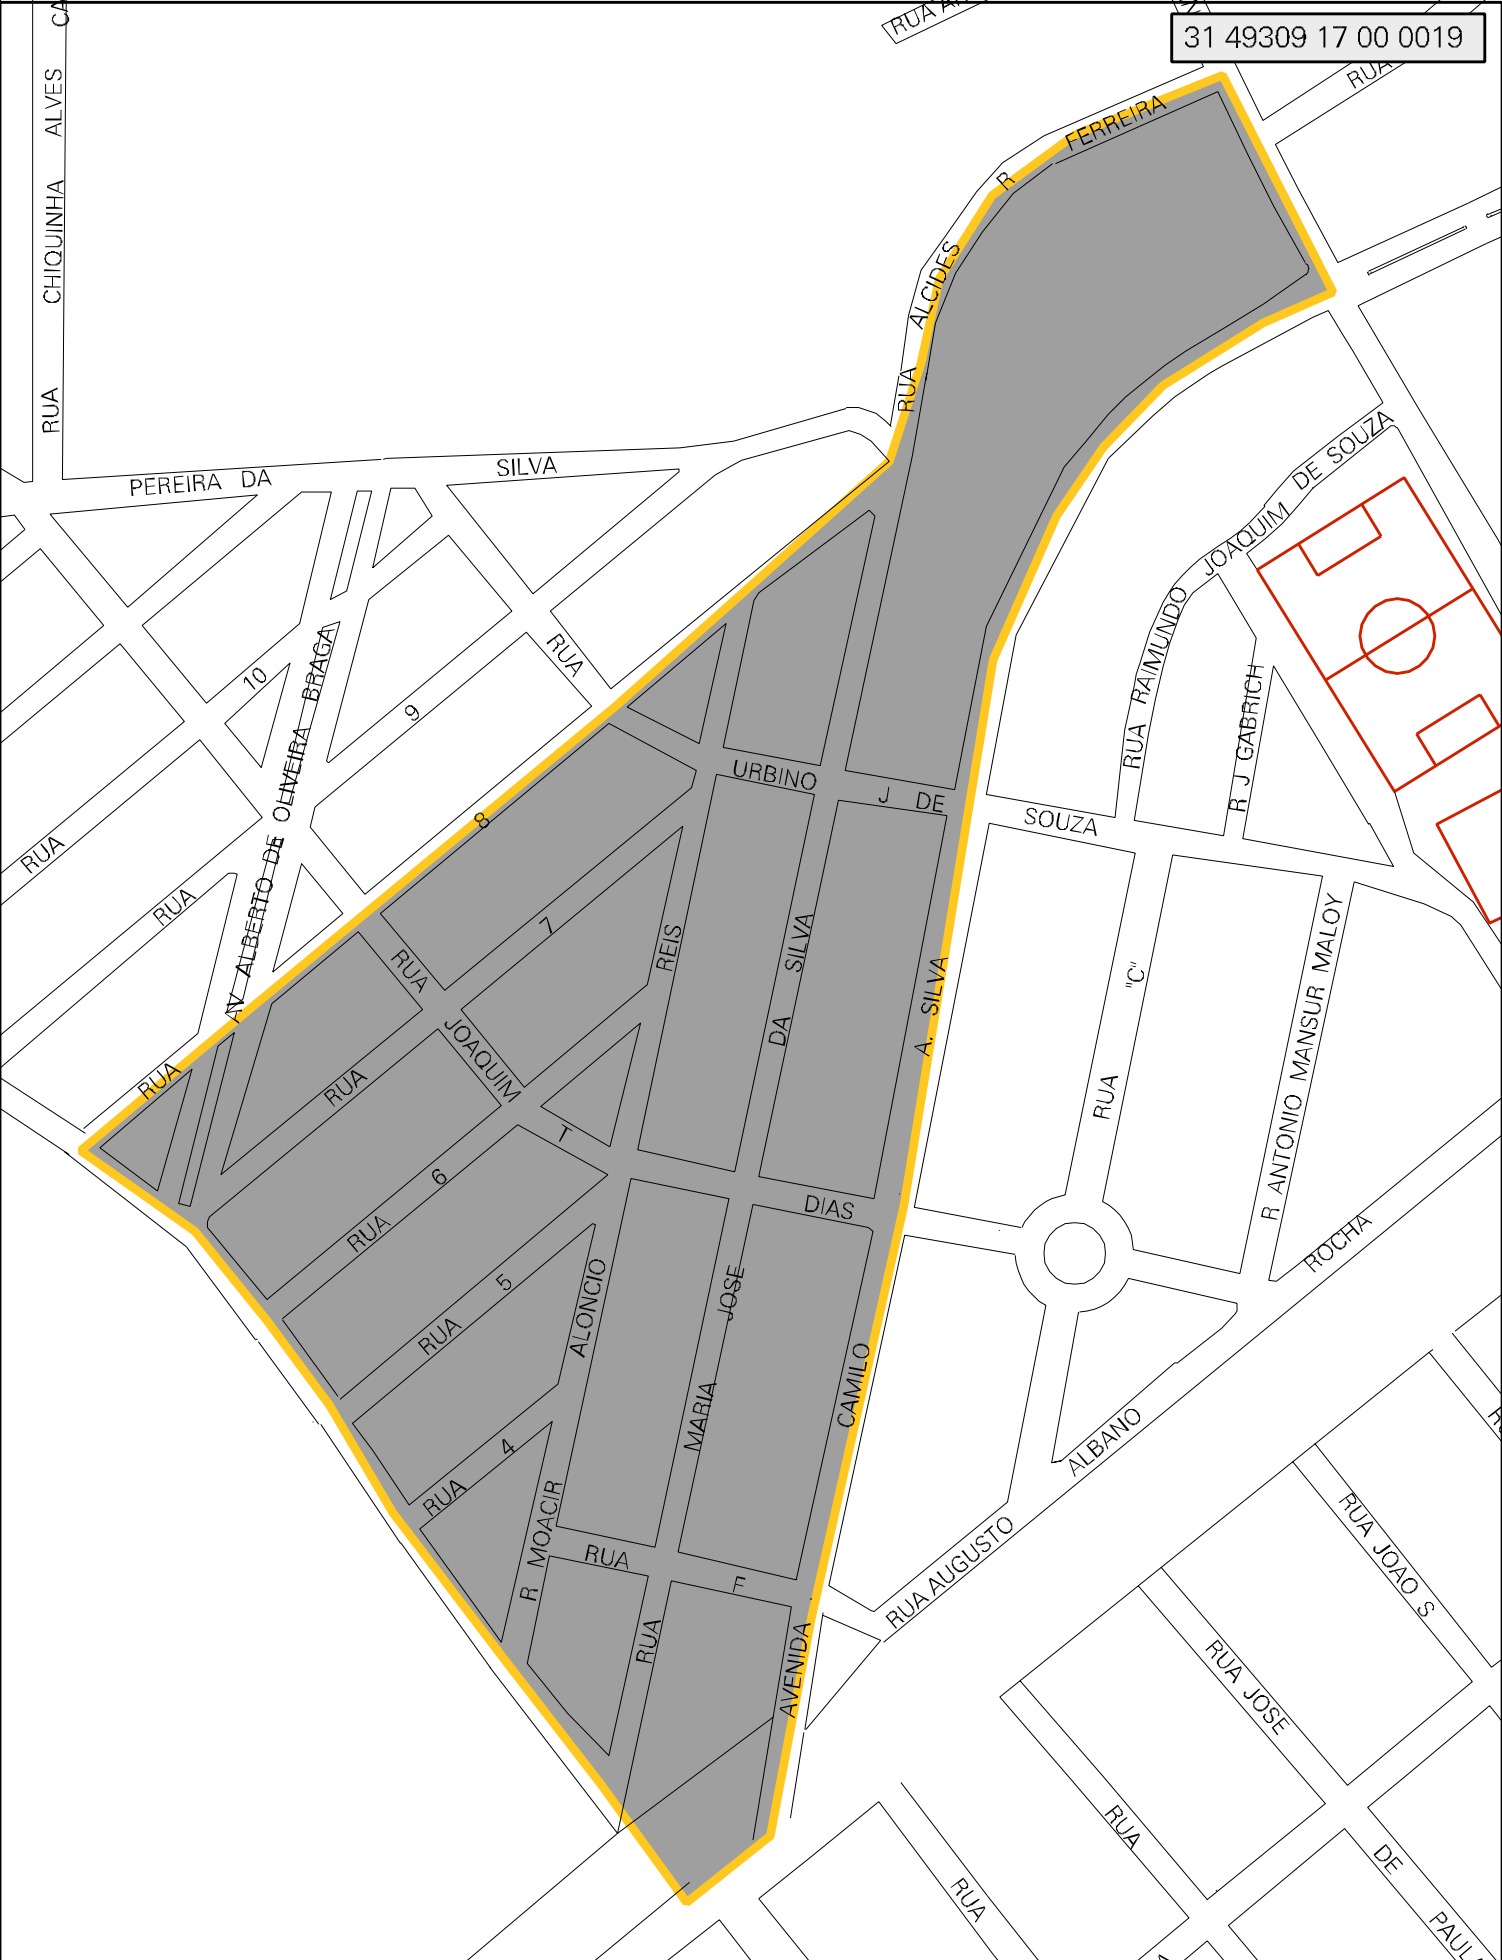 31 49309 17 00 0019
RUA CHIQUINHA ALVES CA
RUA
RUA ALCIDES R FERREIRA
PEREIRA DA SILVA
RUA JOAQUIM T DIAS
RUA RAIMUNDO JOAQUIM DE SOUZA
R J GABRICH
RUA
URBINO J DE SOUZA
RUA 10
RUA 9
AV ALBERTO DE OLIVEIRA BRAGA
RUA 8
RUA 7
RUA 6
RUA 5
RUA 4
R MOACIR ALONCIO REIS
RUA MARIA JOSE DA SILVA
AVENIDA CAMILO A. SILVA
RUA "C"
R ANTONIO MANSUR MALOY
RUA F
RUA AUGUSTO ALBANO ROCHA
RUA JOAO S
RUA JOSE DE PAULA
RUA
RUA